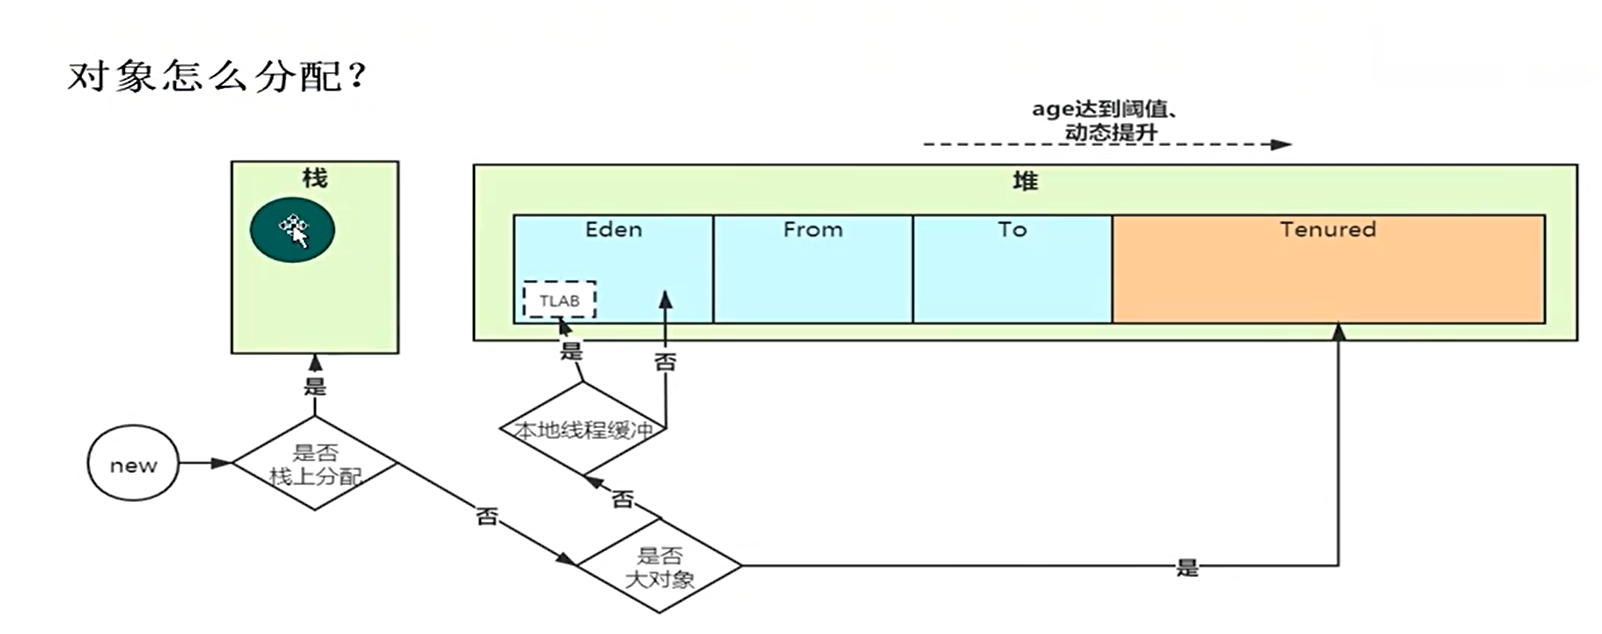 对象怎么分配？
age达到阈值、
动态提升
栈
堆
Eden
From
To
Tenured
TLAB
是
否
是
本地线程缓冲
new
是否
栈上分配
否
否
是否
大对象
是